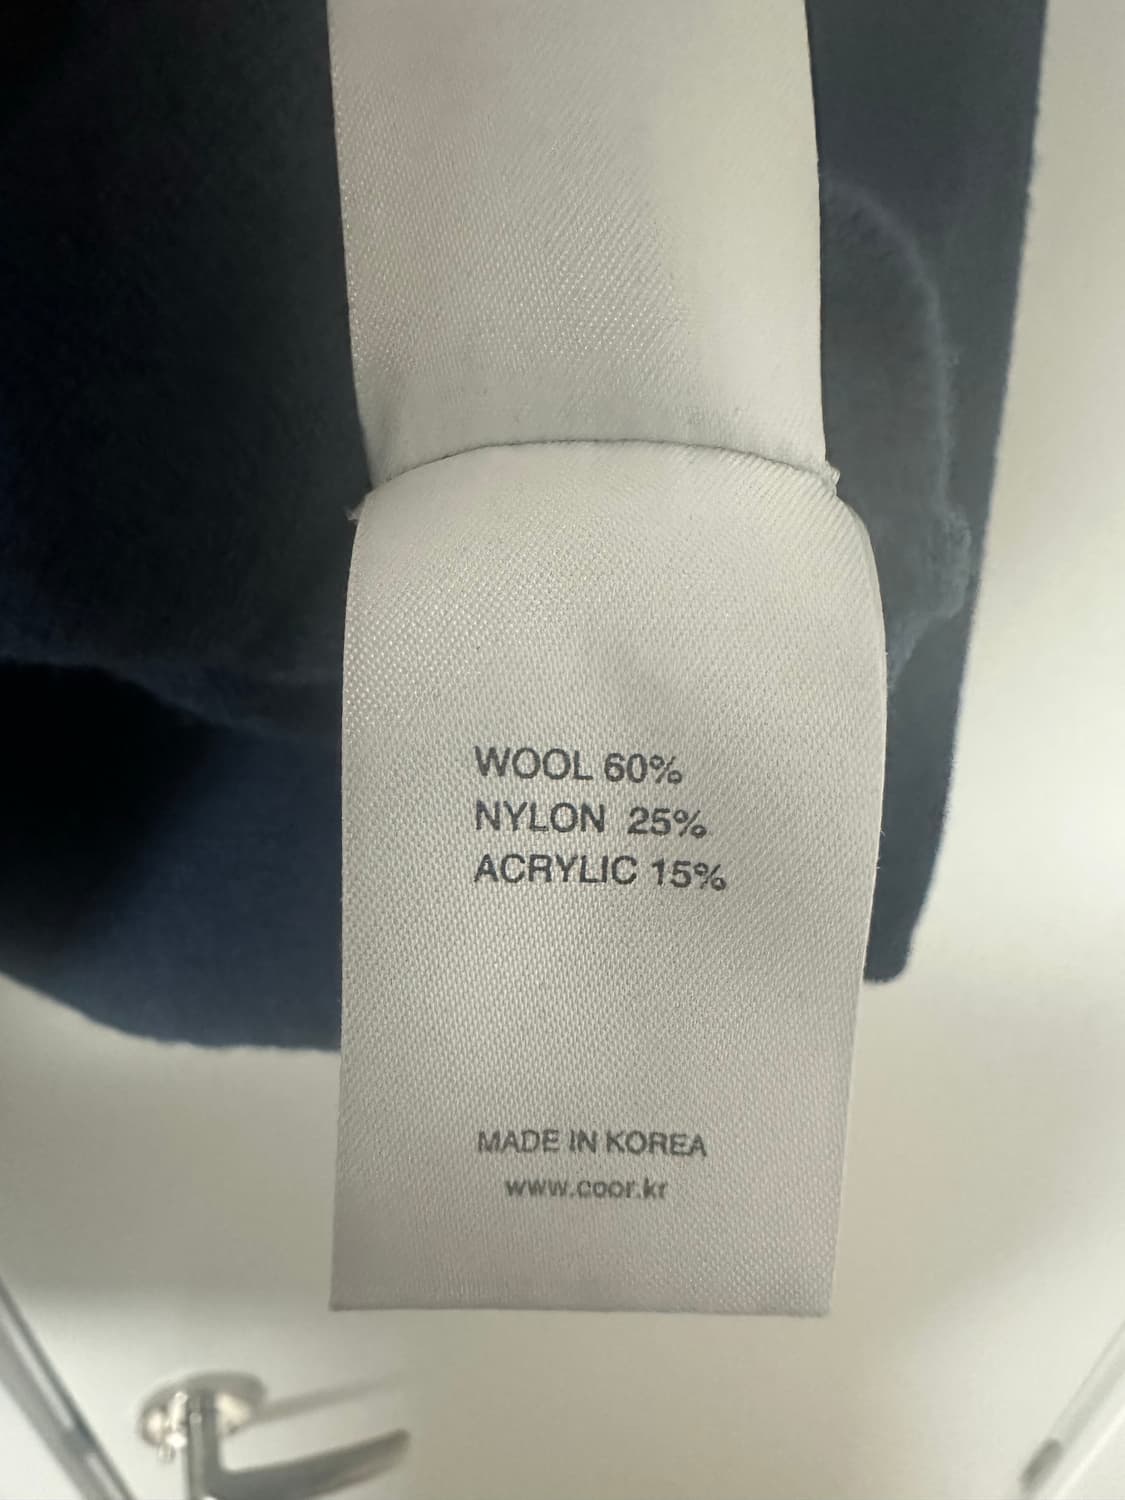 WOOL 60%
NYLON 25%
ACRYLIC 15%
MADE IN KOREA
www.coor.kr